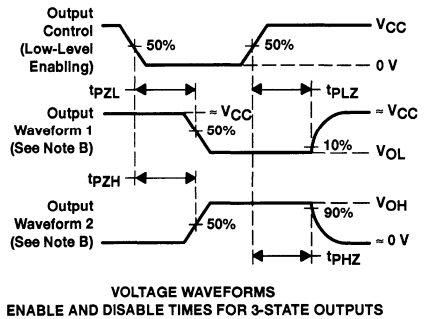 Output
Control
(Low-Level
Enabling)
50%
50%
VCC
0 V
tPZL
tPLZ
Output
Waveform 1
(See Note B)
≈ VCC
50%
≈ VCC
10%
VOL
tPZH
Output
Waveform 2
(See Note B)
50%
VOH
90%
≈ 0 V
tPHZ
VOLTAGE WAVEFORMS
ENABLE AND DISABLE TIMES FOR 3-STATE OUTPUTS